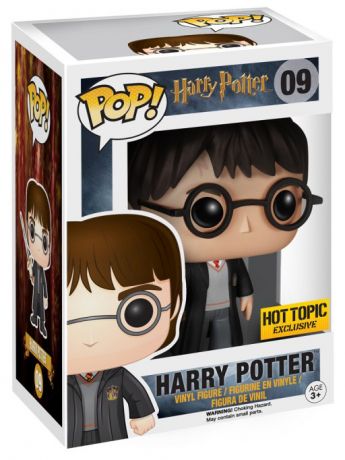 POP!
Harry Potter
09
HOT TOPIC
EXCLUSIVE
HARRY POTTER
VINYL FIGURE / FIGURINE EN VINYLE /
FIGURA DE VINIL
AGE
3+
WARNING: Choking Hazard.
May contain small parts.